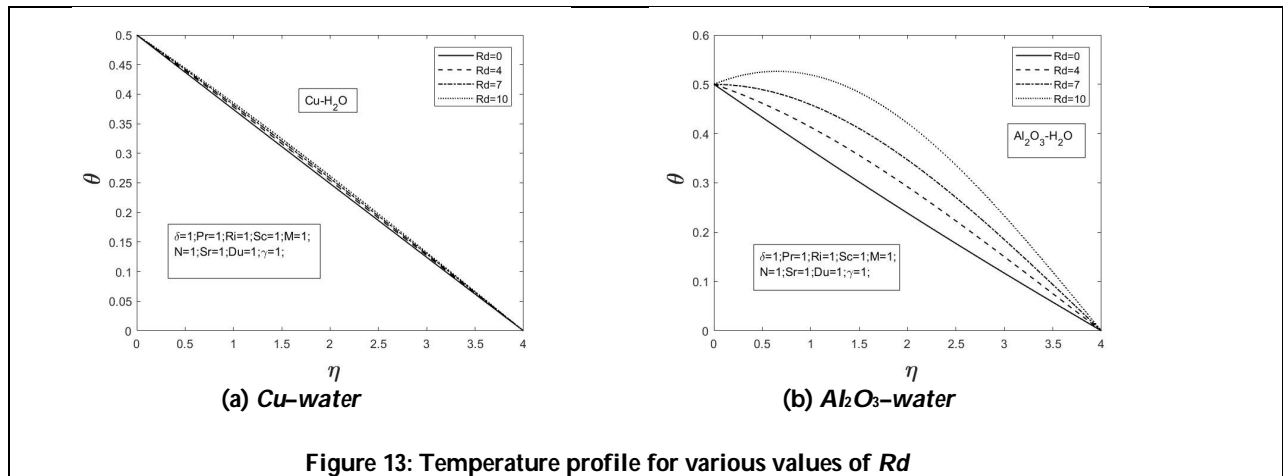 0.5
0.45
0.4
0.35
0.3
0.25
0.2
0.15
0.1
0.05
0
θ
Rd=0
Rd=4
Rd=7
Rd=10
Cu-H₂O
δ=1;Pr=1;Ri=1;Sc=1;M=1;
N=1;Sr=1;Du=1;γ=1;
0 0.5 1 1.5 2 2.5 3 3.5 4
η
(a) Cu–water
0.6
0.5
0.4
0.3
0.2
0.1
0
θ
Rd=0
Rd=4
Rd=7
Rd=10
Al₂O₃-H₂O
δ=1;Pr=1;Ri=1;Sc=1;M=1;
N=1;Sr=1;Du=1;γ=1;
0 0.5 1 1.5 2 2.5 3 3.5 4
η
(b) Al₂O₃–water
Figure 13: Temperature profile for various values of Rd